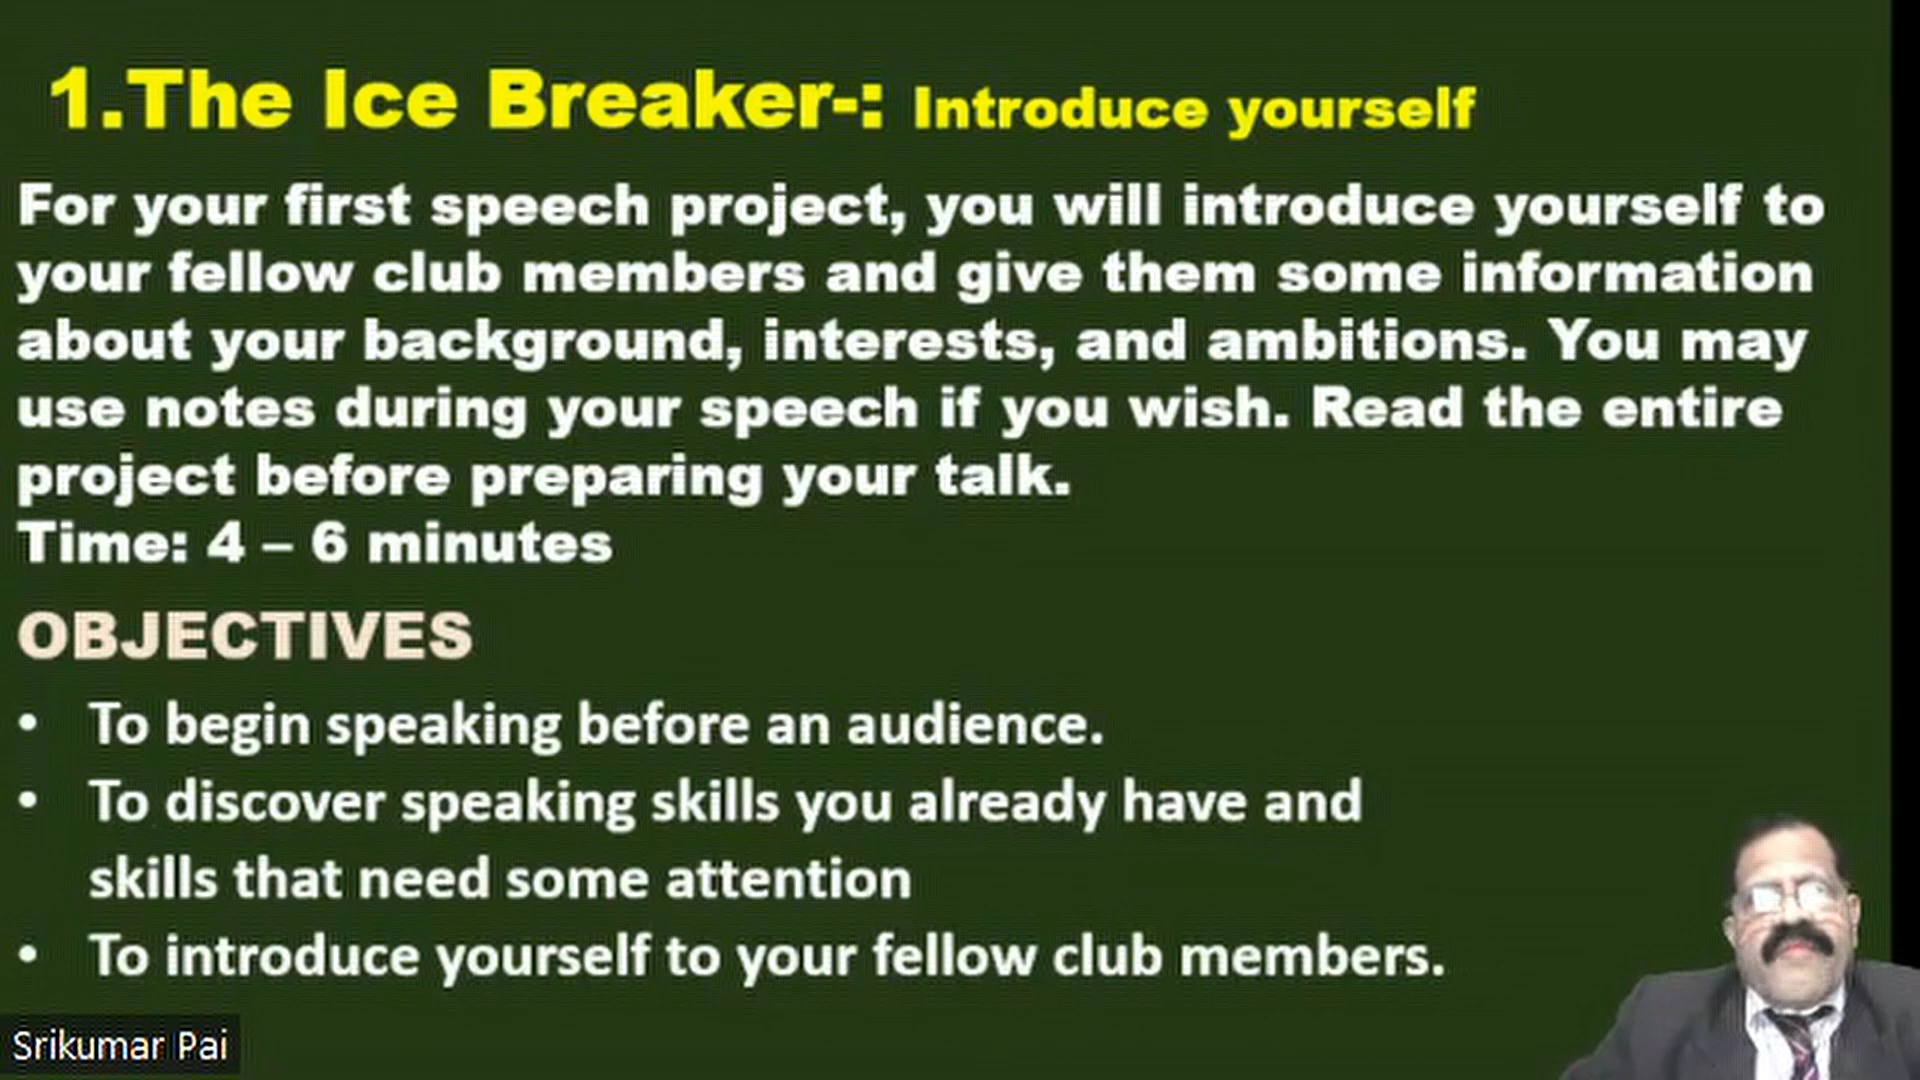 1.The Ice Breaker-: Introduce yourself
For your first speech project, you will introduce yourself to
your fellow club members and give them some information
about your background, interests, and ambitions. You may
use notes during your speech if you wish. Read the entire
project before preparing your talk.
Time: 4 – 6 minutes
OBJECTIVES
• To begin speaking before an audience.
• To discover speaking skills you already have and
skills that need some attention
• To introduce yourself to your fellow club members.
Srikumar Pai